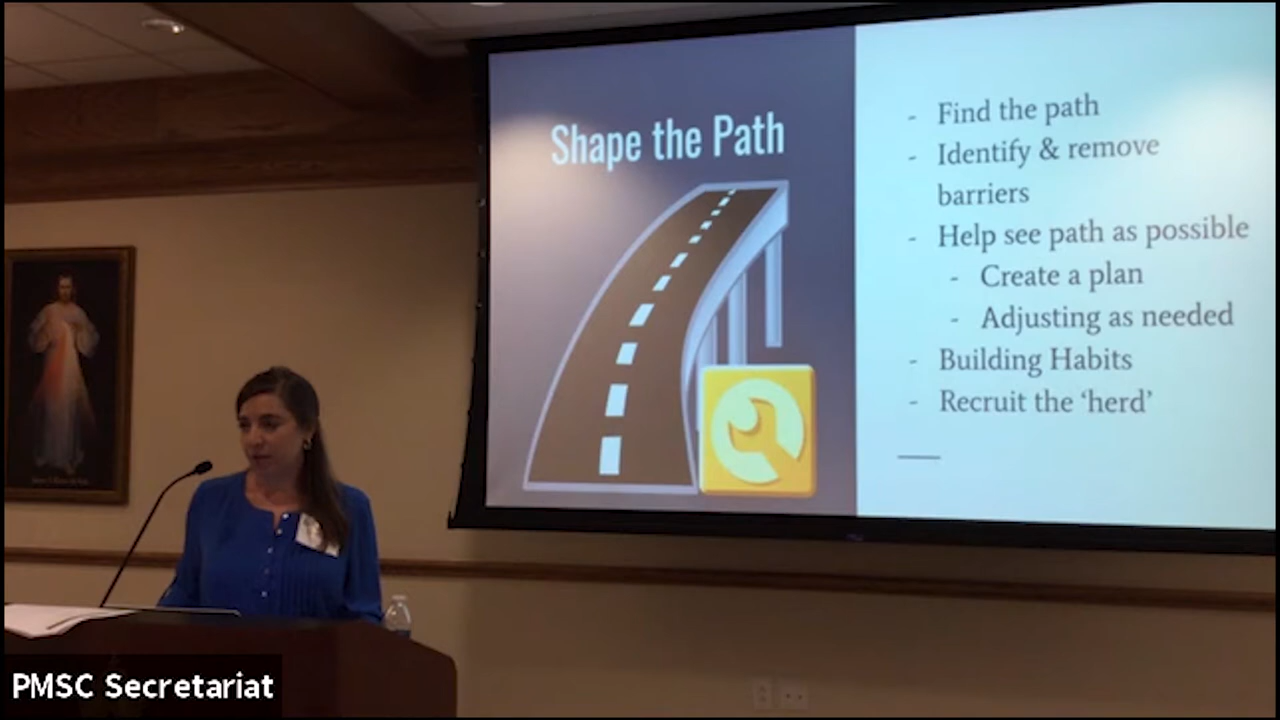 Shape the Path
- Find the path
- Identify & remove
barriers
- Help see path as possible
- Create a plan
- Adjusting as needed
- Building Habits
- Recruit the ‘herd’
PMSC Secretariat